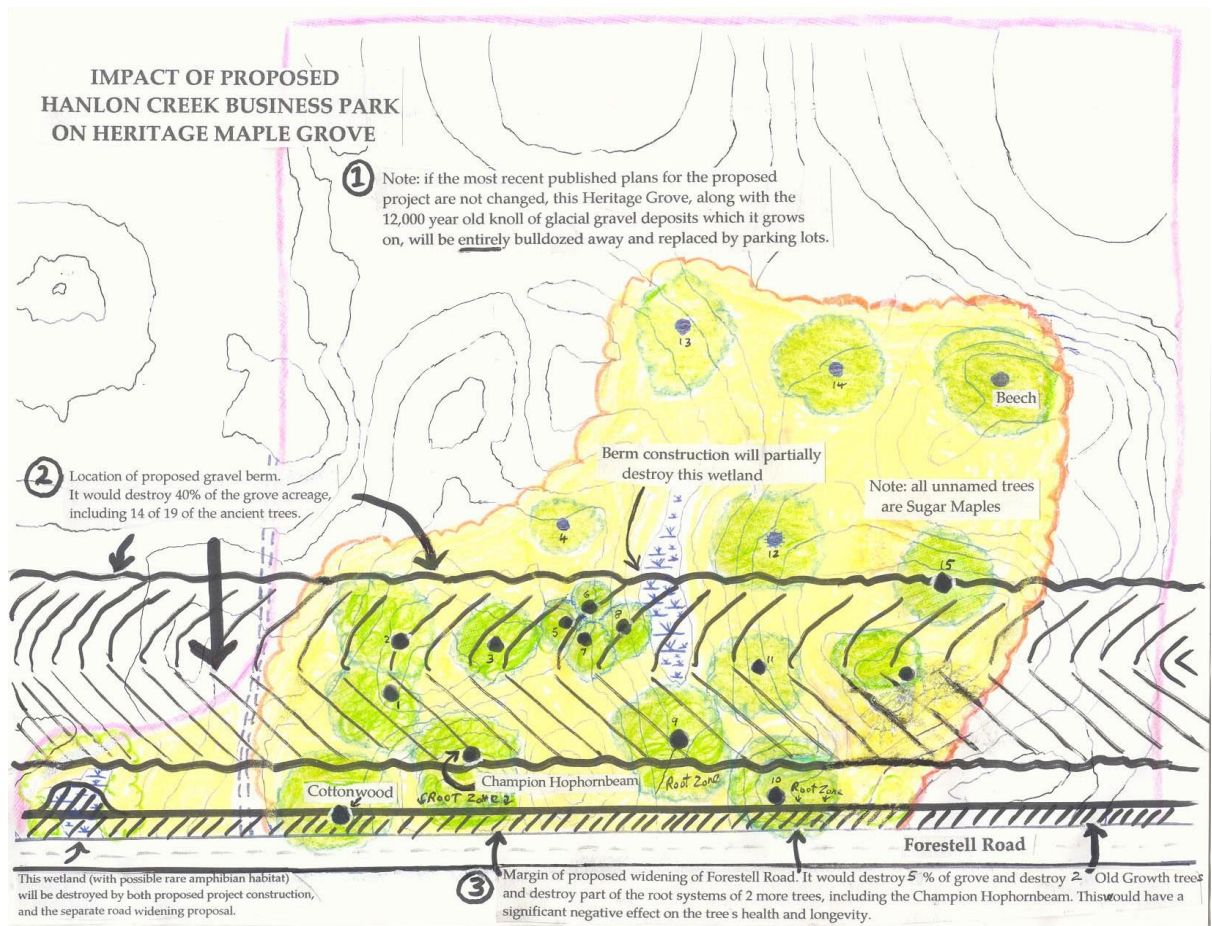 IMPACT OF PROPOSED
HANLON CREEK BUSINESS PARK
ON HERITAGE MAPLE GROVE
1 Note: if the most recent published plans for the proposed
project are not changed, this Heritage Grove, along with the
12,000 year old knoll of glacial gravel deposits which it grows
on, will be entirely bulldozed away and replaced by parking lots.
13
14
Beech
Berm construction will partially
destroy this wetland
2 Location of proposed gravel berm.
It would destroy 40% of the grove acreage,
including 14 of 19 of the ancient trees.
Note: all unnamed trees
are Sugar Maples
4
12
15
6
5
8
7
2
3
11
1
9
Champion Hophornbeam
Root Zone
10
Root Zone
Cottonwood
Root Zone
Forestell Road
This wetland (with possible rare amphibian habitat)
will be destroyed by both proposed project construction,
and the separate road widening proposal.
3 Margin of proposed widening of Forestell Road. It would destroy 5 % of grove and destroy 2 Old Growth trees
and destroy part of the root systems of 2 more trees, including the Champion Hophornbeam. This would have a
significant negative effect on the tree's health and longevity.